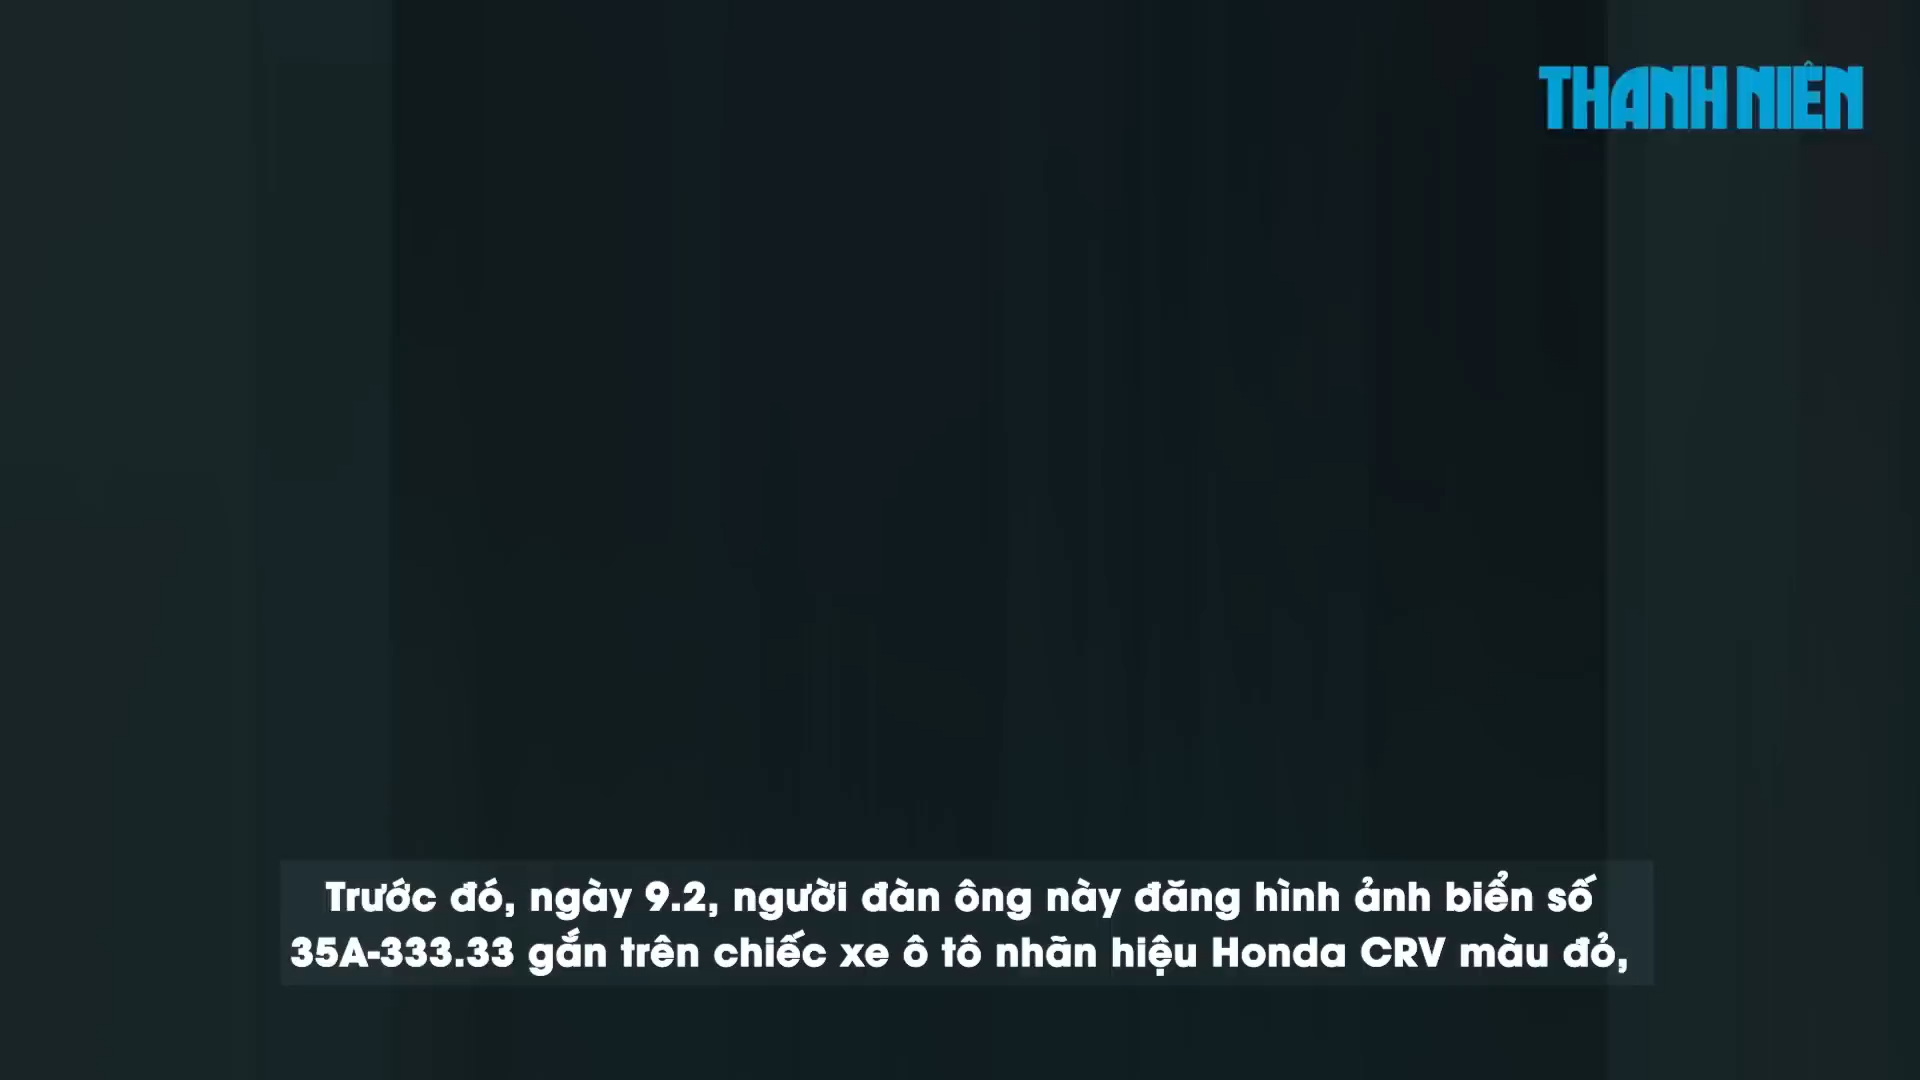 THANH NIÊN
Trước đó, ngày 9.2, người đàn ông này đăng hình ảnh biển số
35A-333.33 gắn trên chiếc xe ô tô nhãn hiệu Honda CRV màu đỏ,